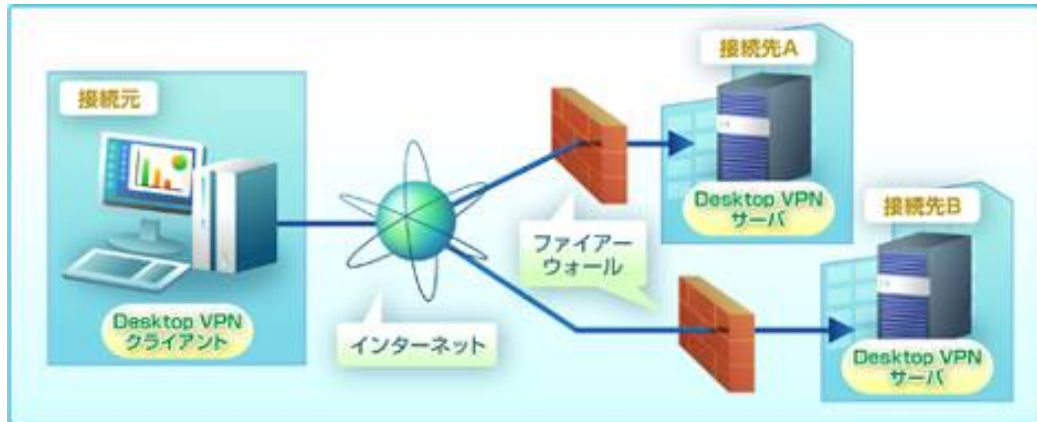 接続元
Desktop VPN
クライアント
インターネット
ファイアー
ウォール
接続先A
Desktop VPN
サーバ
接続先B
Desktop VPN
サーバ